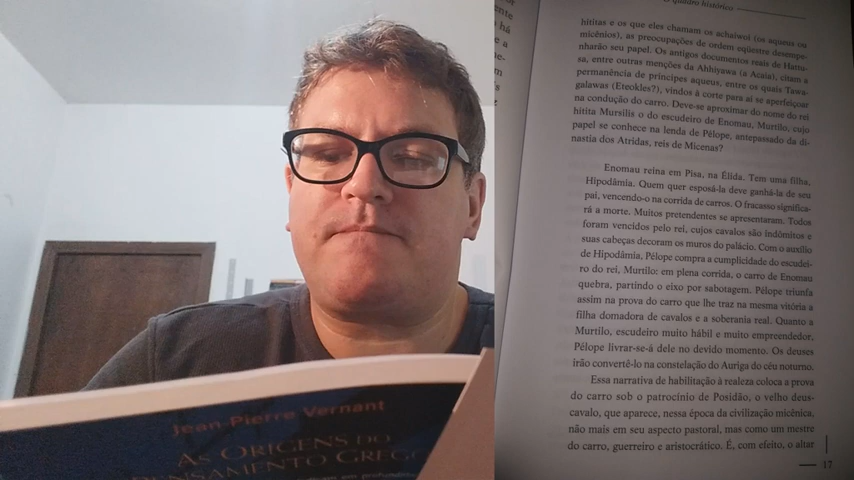 Jean-Pierre Vernant
AS ORIGENS DO
PENSAMENTO GREGO
O quadro histórico
hititas e os que eles chamam os achaiwoi (os aqueus ou
micênios), as preocupações de ordem eqüestre desempe-
nharão seu papel. Os antigos documentos reais de Hattu-
sa, entre outras menções da Ahhiyawa (a Acaia), citam a
permanência de príncipes aqueus, entre os quais Tawa-
galawas (Eteokles?), vindos à corte para aí se aperfeiçoar
na condução do carro. Deve-se aproximar do nome do rei
hitita Mursilis o do escudeiro de Enomau, Murtilo, cujo
papel se conhece na lenda de Pélope, antepassado da di-
nastia dos Atridas, reis de Micenas?
Enomau reina em Pisa, na Élida. Tem uma filha,
Hipodâmia. Quem quer esposá-la deve ganhá-la de seu
pai, vencendo-o na corrida de carros. O fracasso significa-
rá a morte. Muitos pretendentes se apresentaram. Todos
foram vencidos pelo rei, cujos cavalos são indômitos e
suas cabeças decoram os muros do palácio. Com o auxílio
de Hipodâmia, Pélope compra a cumplicidade do escudei-
ro do rei, Murtilo: em plena corrida, o carro de Enomau
quebra, partindo o eixo por sabotagem. Pélope triunfa
assim na prova do carro que lhe traz na mesma vitória a
filha domadora de cavalos e a soberania real. Quanto a
Murtilo, escudeiro muito hábil e muito empreendedor,
Pélope livrar-se-á dele no devido momento. Os deuses
irão convertê-lo na constelação do Auriga do céu noturno.
Essa narrativa de habilitação à realeza coloca a prova
do carro sob o patrocínio de Posidão, o velho deus-
cavalo, que aparece, nessa época da civilização micênica,
não mais em seu aspecto pastoral, mas como um mestre
do carro, guerreiro e aristocrático. É, com efeito, o altar
17